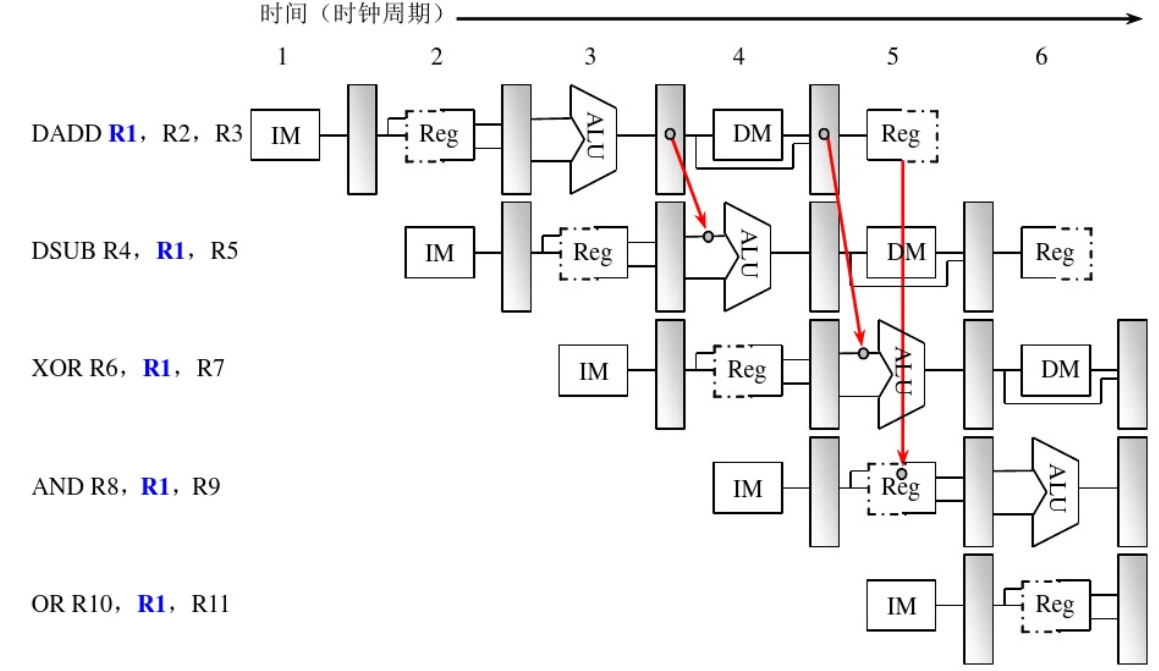 时间（时钟周期）
1 2 3 4 5 6
DADD R1，R2，R3 IM Reg ALU DM Reg
DSUB R4，R1，R5 IM Reg ALU DM Reg
XOR R6，R1，R7 IM Reg ALU DM
AND R8，R1，R9 IM Reg ALU
OR R10，R1，R11 IM Reg